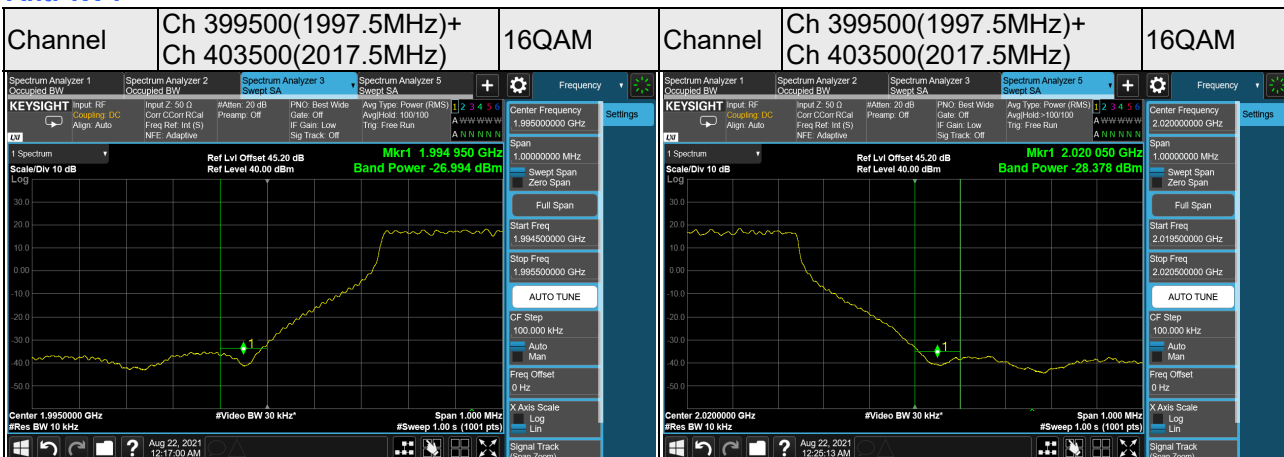 Channel
Ch 399500(1997.5MHz)+
Ch 403500(2017.5MHz)
16QAM
Channel
Ch 399500(1997.5MHz)+
Ch 403500(2017.5MHz)
16QAM
Spectrum Analyzer 1
Occupied BW
Spectrum Analyzer 2
Occupied BW
Spectrum Analyzer 3
Swept SA
Spectrum Analyzer 5
Swept SA
+
Frequency
KEYSIGHT
Input: RF
Coupling: DC
Align: Auto
Input Z: 50 Ω
Corr CCorr RCal
Freq Ref: Int (S)
NFE: Adaptive
#Atten: 20 dB
Preamp: Off
PNO: Best Wide
Gate: Off
IF Gain: Low
Sig Track: Off
Avg Type: Power (RMS)
Avg|Hold: 100/100
Trig: Free Run
1 2 3 4 5 6
A W W W W W
A N N N N N
LXI
1 Spectrum
Scale/Div 10 dB
Ref Lvl Offset 45.20 dB
Ref Level 40.00 dBm
Mkr1 1.994 950 GHz
Band Power -26.994 dBm
Log
30.0
20.0
10.0
0.00
-10.0
-20.0
-30.0
-40.0
-50.0
1
Center 1.9950000 GHz
#Res BW 10 kHz
#Video BW 30 kHz*
Span 1.000 MHz
#Sweep 1.00 s (1001 pts)
Aug 22, 2021
12:17:00 AM
Center Frequency
1.995000000 GHz
Span
1.00000000 MHz
Swept Span
Zero Span
Full Span
Start Freq
1.994500000 GHz
Stop Freq
1.995500000 GHz
AUTO TUNE
CF Step
100.000 kHz
Auto
Man
Freq Offset
0 Hz
X Axis Scale
Log
Lin
Signal Track
(Span Zoom)
Settings
Spectrum Analyzer 1
Occupied BW
Spectrum Analyzer 2
Occupied BW
Spectrum Analyzer 3
Swept SA
Spectrum Analyzer 5
Swept SA
+
Frequency
KEYSIGHT
Input: RF
Coupling: DC
Align: Auto
Input Z: 50 Ω
Corr CCorr RCal
Freq Ref: Int (S)
NFE: Adaptive
#Atten: 20 dB
Preamp: Off
PNO: Best Wide
Gate: Off
IF Gain: Low
Sig Track: Off
Avg Type: Power (RMS)
Avg|Hold:>100/100
Trig: Free Run
1 2 3 4 5 6
A W W W W W
A N N N N N
LXI
1 Spectrum
Scale/Div 10 dB
Ref Lvl Offset 45.20 dB
Ref Level 40.00 dBm
Mkr1 2.020 050 GHz
Band Power -28.378 dBm
Log
30.0
20.0
10.0
0.00
-10.0
-20.0
-30.0
-40.0
-50.0
1
Center 2.0200000 GHz
#Res BW 10 kHz
#Video BW 30 kHz*
Span 1.000 MHz
#Sweep 1.00 s (1001 pts)
Aug 22, 2021
12:25:13 AM
Center Frequency
2.020000000 GHz
Span
1.00000000 MHz
Swept Span
Zero Span
Full Span
Start Freq
2.019500000 GHz
Stop Freq
2.020500000 GHz
AUTO TUNE
CF Step
100.000 kHz
Auto
Man
Freq Offset
0 Hz
X Axis Scale
Log
Lin
Signal Track
(Span Zoom)
Settings